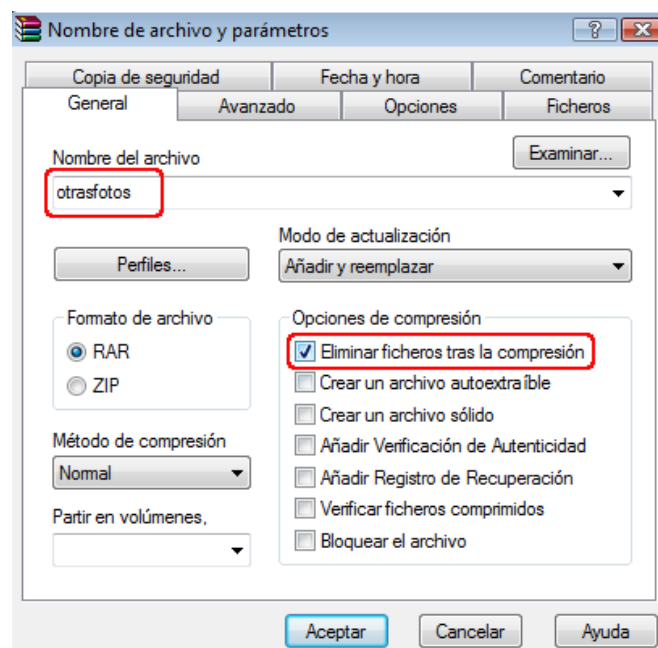 Nombre de archivo y parámetros
Copia de seguridad Fecha y hora Comentario
General Avanzado Opciones Ficheros
Nombre del archivo Examinar...
otrasfotos
Perfiles...
Modo de actualización
Añadir y reemplazar
Formato de archivo
RAR
ZIP
Método de compresión
Normal
Partir en volúmenes,
Opciones de compresión
Eliminar ficheros tras la compresión
Crear un archivo autoextraíble
Crear un archivo sólido
Añadir Verificación de Autenticidad
Añadir Registro de Recuperación
Verificar ficheros comprimidos
Bloquear el archivo
Aceptar Cancelar Ayuda